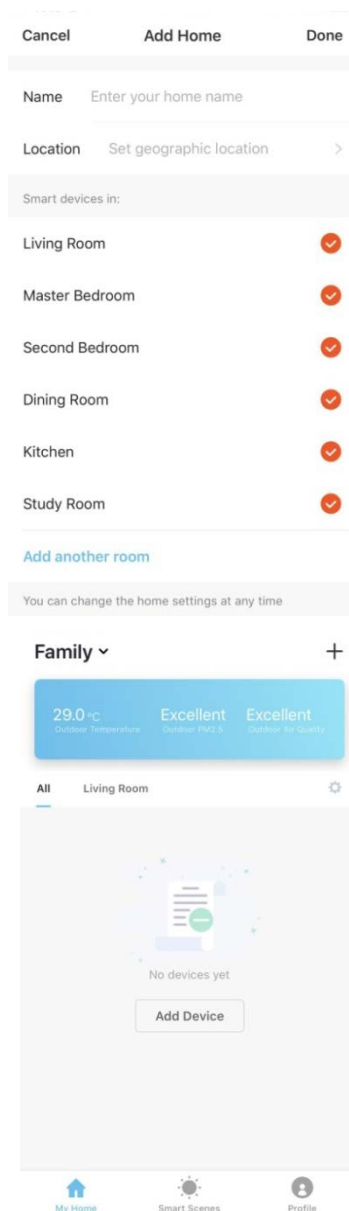 Cancel Add Home Done
Name Enter your home name
Location Set geographic location >
Smart devices in:
Living Room
Master Bedroom
Second Bedroom
Dining Room
Kitchen
Study Room
Add another room
You can change the home settings at any time
Family
29.0 °C Excellent Excellent
Outdoor Temperature Outdoor PM2.5 Outdoor Air Quality
All Living Room
No devices yet
Add Device
My Home Smart Scenes Profile